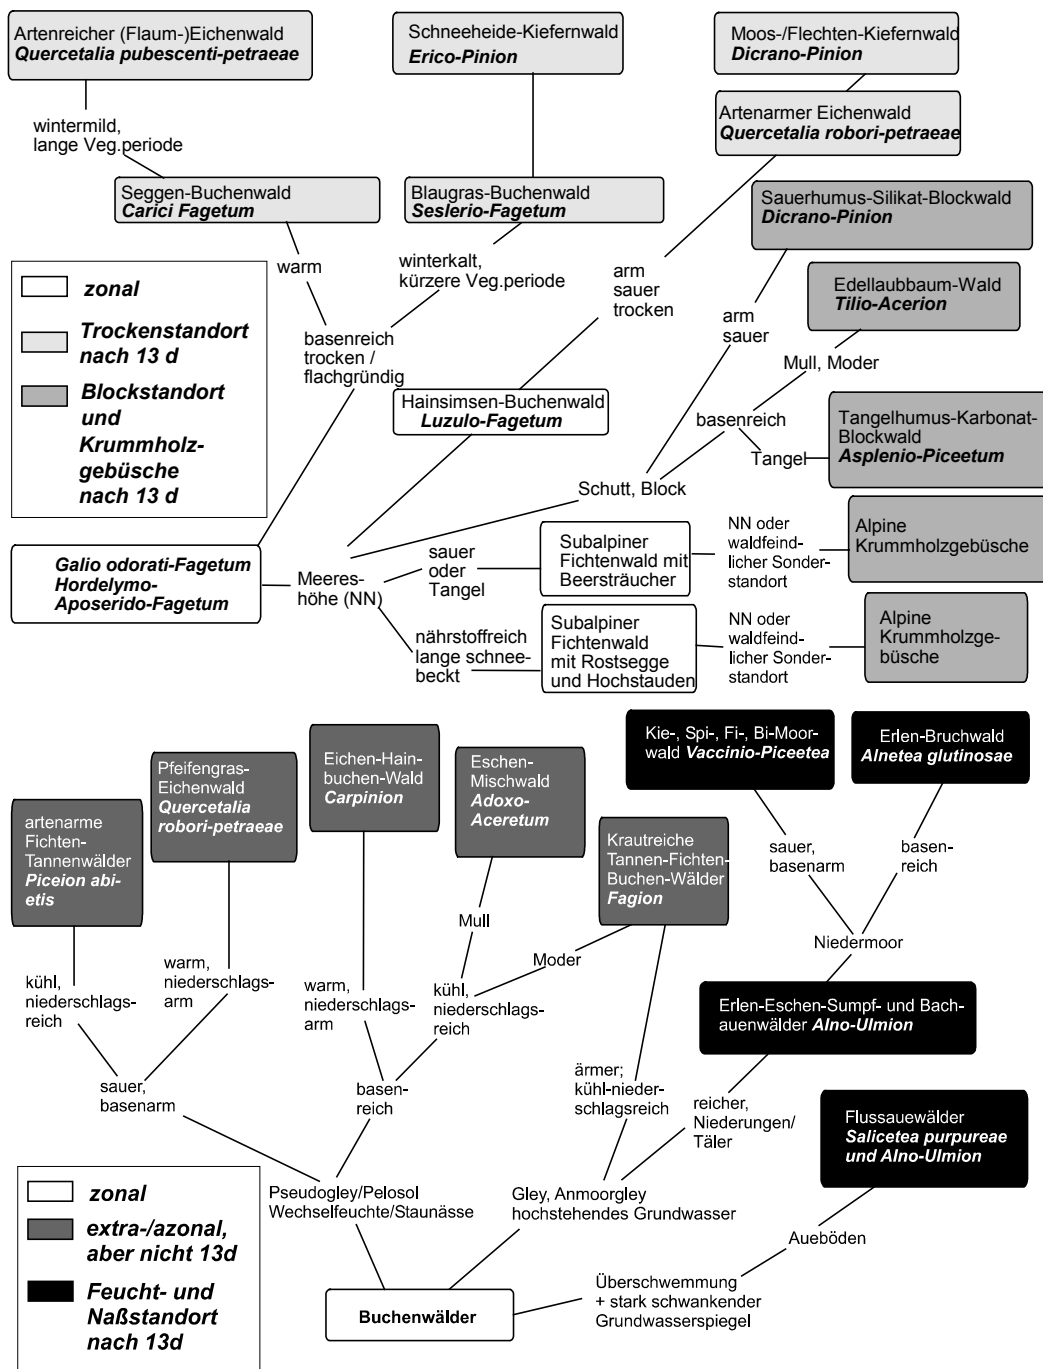 Artenreicher (Flaum-)Eichenwald
Quercetalia pubescenti-petraeae
Schneeheide-Kiefernwald
Erico-Pinion
Moos-/Flechten-Kiefernwald
Dicrano-Pinion
Artenarmer Eichenwald
Quercetalia robori-petraeae
wintermild,
lange Veg.periode
Seggen-Buchenwald
Carici Fagetum
Blaugras-Buchenwald
Seslerio-Fagetum
Sauerhumus-Silikat-Blockwald
Dicrano-Pinion
warm
winterkalt,
kürzere Veg.periode
arm
sauer
trocken
Edellaubbaum-Wald
Tilio-Acerion
zonal
Trockenstandort
nach 13 d
Blockstandort
und
Krummholz-
gebüsche
nach 13 d
basenreich
trocken /
flachgründig
arm
sauer
Mull, Moder
Hainsimsen-Buchenwald
Luzulo-Fagetum
basenreich
Tangelhumus-Karbonat-
Blockwald
Asplenio-Piceetum
Tangel
Schutt, Block
Galio odorati-Fagetum
Hordelymo-
Aposerido-Fagetum
Meeres-
höhe (NN)
sauer
oder
Tangel
Subalpiner
Fichtenwald mit
Beersträucher
NN oder
waldfeind-
licher Sonder-
standort
Alpine
Krummholzgebüsche
nährstoffreich
lange schnee-
beckt
Subalpiner
Fichtenwald
mit Rostsegge
und Hochstauden
NN oder
waldfeind-
licher Sonder-
standort
Alpine
Krummholzge-
büsche
Kie-, Spi-, Fi-, Bi-Moor-
wald Vaccinio-Piceetea
Erlen-Bruchwald
Alnetea glutinosae
Pfeifengras-
Eichenwald
Quercetalia
robori-petraeae
Eichen-Hain-
buchen-Wald
Carpinion
Eschen-
Mischwald
Adoxo-
Aceretum
artenarme
Fichten-
Tannenwälder
Piceion abi-
etis
Krautreiche
Tannen-Fichten-
Buchen-Wälder
Fagion
sauer,
basenarm
basen-
reich
Mull
Moder
Niedermoor
kühl,
niederschlags-
reich
warm,
niederschlags-
arm
warm,
niederschlags-
arm
kühl,
niederschlags-
reich
Erlen-Eschen-Sumpf- und Bach-
auenwälder Alno-Ulmion
sauer,
basenarm
basen-
reich
ärmer;
kühl-nieder-
schlagsreich
reicher,
Niederungen/
Täler
Flussauewälder
Salicetea purpureae
und Alno-Ulmion
zonal
extra-/azonal,
aber nicht 13d
Feucht- und
Naßstandort
nach 13d
Pseudogley/Pelosol
Wechselfeuchte/Staunässe
Gley, Anmoorgley
hochstehendes Grundwasser
Aueböden
Buchenwälder
Überschwemmung
+ stark schwankender
Grundwasserspiegel